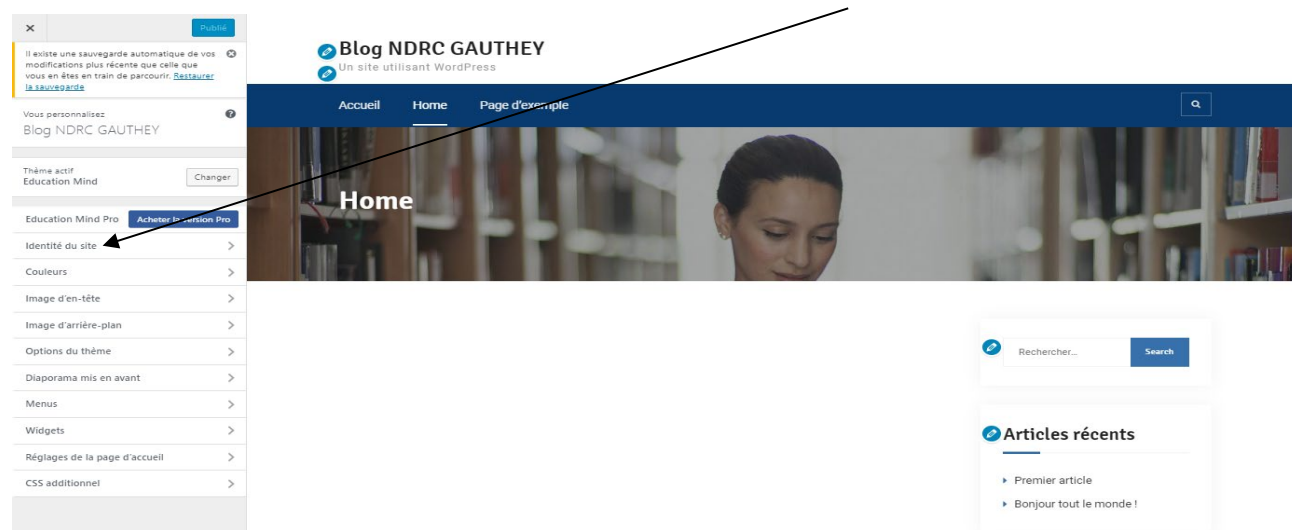 Publié
Il existe une sauvegarde automatique de vos
modifications plus récente que celle que
vous en êtes en train de parcourir. Restaurer
la sauvegarde
Vous personnalisez
Blog NDRC GAUTHEY
Thème actif
Education Mind
Changer
Education Mind Pro
Acheter la version Pro
Identité du site
Couleurs
Image d'en-tête
Image d'arrière-plan
Options du thème
Diaporama mis en avant
Menus
Widgets
Réglages de la page d'accueil
CSS additionnel
Blog NDRC GAUTHEY
Un site utilisant WordPress
Accueil Home Page d'exemple
Home
Rechercher... Search
Articles récents
Premier article
Bonjour tout le monde !